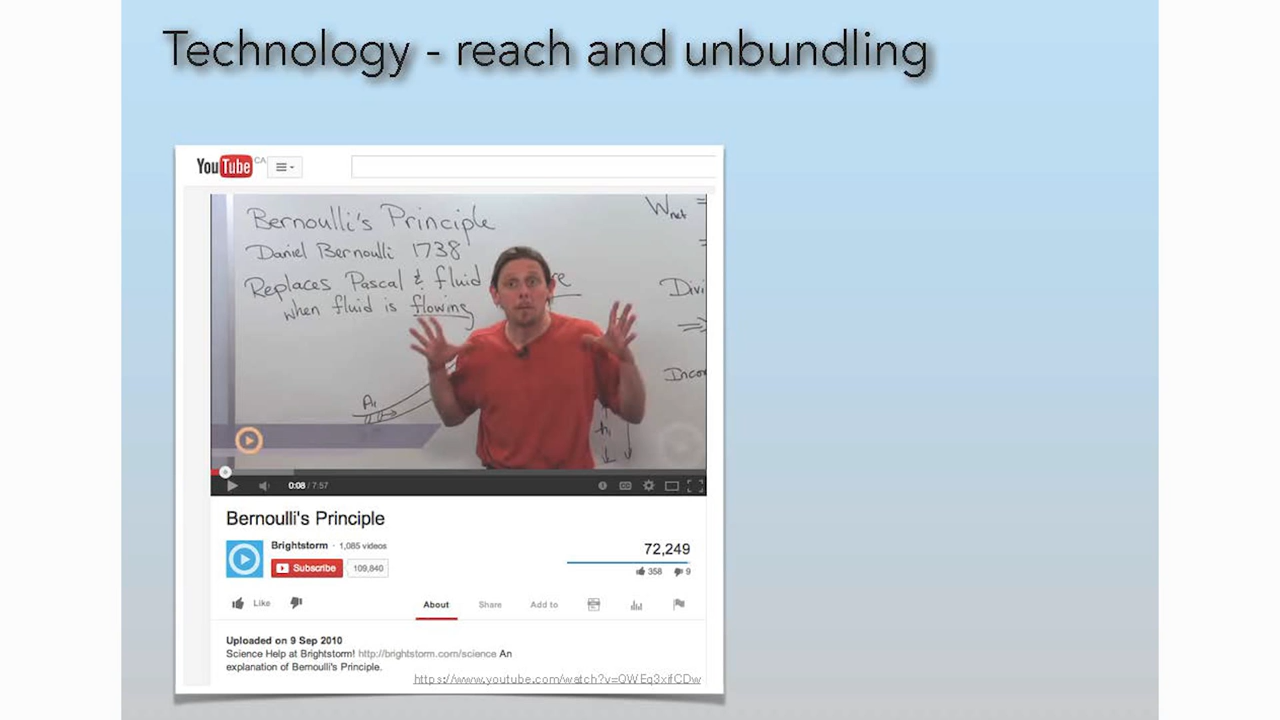 Technology - reach and unbundling
YouTube CA
Bernoulli's Principle
Daniel Bernoulli 1738
Replaces Pascal & fluid
when fluid is flowing
Wnet =
Divi
⇒
Incom
A1
h1
0:08 / 7:57
Bernoulli's Principle
Brightstorm · 1,085 videos
72,249
Subscribe 109,840
358 9
Like About Share Add to
Uploaded on 9 Sep 2010
Science Help at Brightstorm! http://brightstorm.com/science An
explanation of Bernoulli's Principle.
https://www.youtube.com/watch?v=QWEq3xifCDw